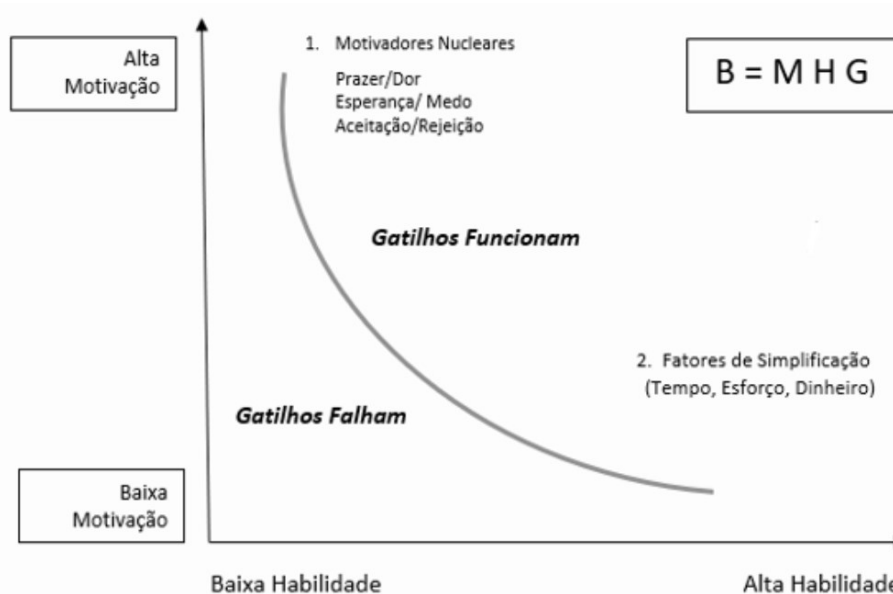 Alta
Motivação
1. Motivadores Nucleares
Prazer/Dor
Esperança/ Medo
Aceitação/Rejeição
B = M H G
Gatilhos Funcionam
2. Fatores de Simplificação
(Tempo, Esforço, Dinheiro)
Gatilhos Falham
Baixa
Motivação
Baixa Habilidade
Alta Habilidade